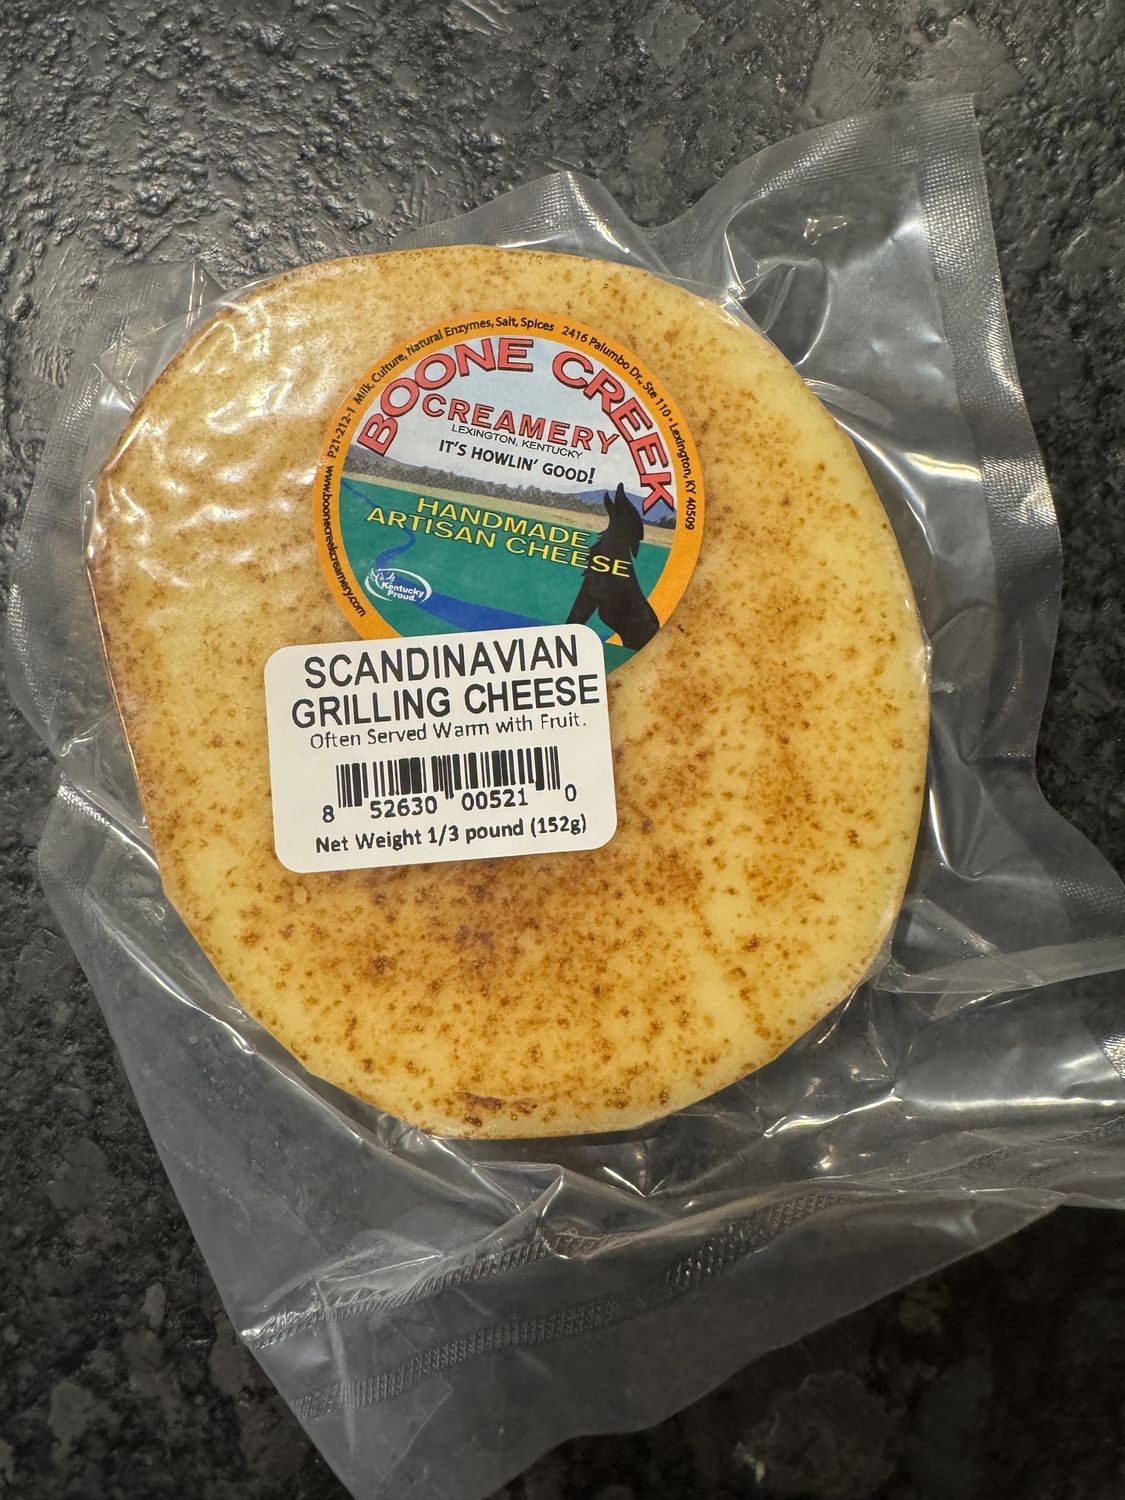 P21-212-1 Milk, Culture, Natural Enzymes, Salt, Spices 2416 Palumbo Dr., Ste 110 • Lexington, KY 40509
www.boonecreekcreamery.com
BOONE CREEK
CREAMERY
LEXINGTON, KENTUCKY
IT'S HOWLIN' GOOD!
HANDMADE
ARTISAN CHEESE
Kentucky
Proud
SCANDINAVIAN
GRILLING CHEESE
Often Served Warm with Fruit.
8 52630 00521 0
Net Weight 1/3 pound (152g)